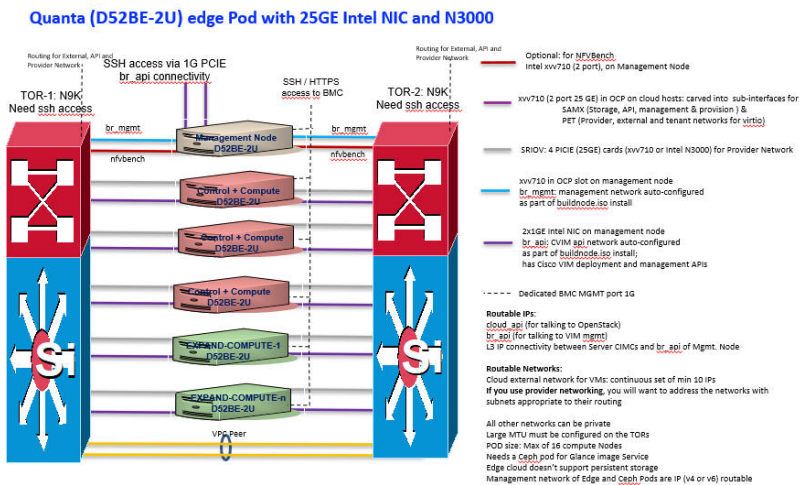 Quanta (D52BE-2U) edge Pod with 25GE Intel NIC and N3000
Routing for External, API and
Provider Network
SSH access via 1G PCIE
br_api connectivity
SSH / HTTPS
access to BMC
Routing for External, API and
Provider Network
TOR-1: N9K
Need ssh access
TOR-2: N9K
Need ssh access
br_mgmt
Management Node
D52BE-2U
br_mgmt
nfvbench
nfvbench
Control + Compute
D52BE-2U
Control + Compute
D52BE-2U
Control + Compute
D52BE-2U
EXPAND-COMPUTE-1
D52BE-2U
EXPAND-COMPUTE-n
D52BE-2U
Si
Si
VPC Peer
Optional: for NFVBench
Intel xvv710 (2 port), on Management Node
xvv710 (2 port 25 GE) in OCP on cloud hosts: carved into sub-interfaces for
SAMX (Storage, API, management & provision ) &
PET (Provider, external and tenant networks for virtio)
SRIOV: 4 PICIE (25GE) cards (xvv710 or Intel N3000) for Provider Network
xvv710 in OCP slot on management node
br_mgmt: management network auto-configured
as part of buildnode.iso install
2x1GE Intel NIC on management node
br_api: CVIM api network auto-configured
as part of buildnode.iso install;
has Cisco VIM deployment and management APIs
Dedicated BMC MGMT port 1G
Routable IPs:
cloud_api (for talking to OpenStack)
br_api (for talking to VIM mgmt)
L3 IP connectivity between Server CIMCs and br_api of Mgmt. Node
Routable Networks:
Cloud external network for VMs: continuous set of min 10 IPs
If you use provider networking, you will want to address the networks with
subnets appropriate to their routing
All other networks can be private
Large MTU must be configured on the TORs
POD size: Max of 16 compute Nodes
Needs a Ceph pod for Glance image Service
Edge cloud doesn't support persistent storage
Management network of Edge and Ceph Pods are IP (v4 or v6) routable